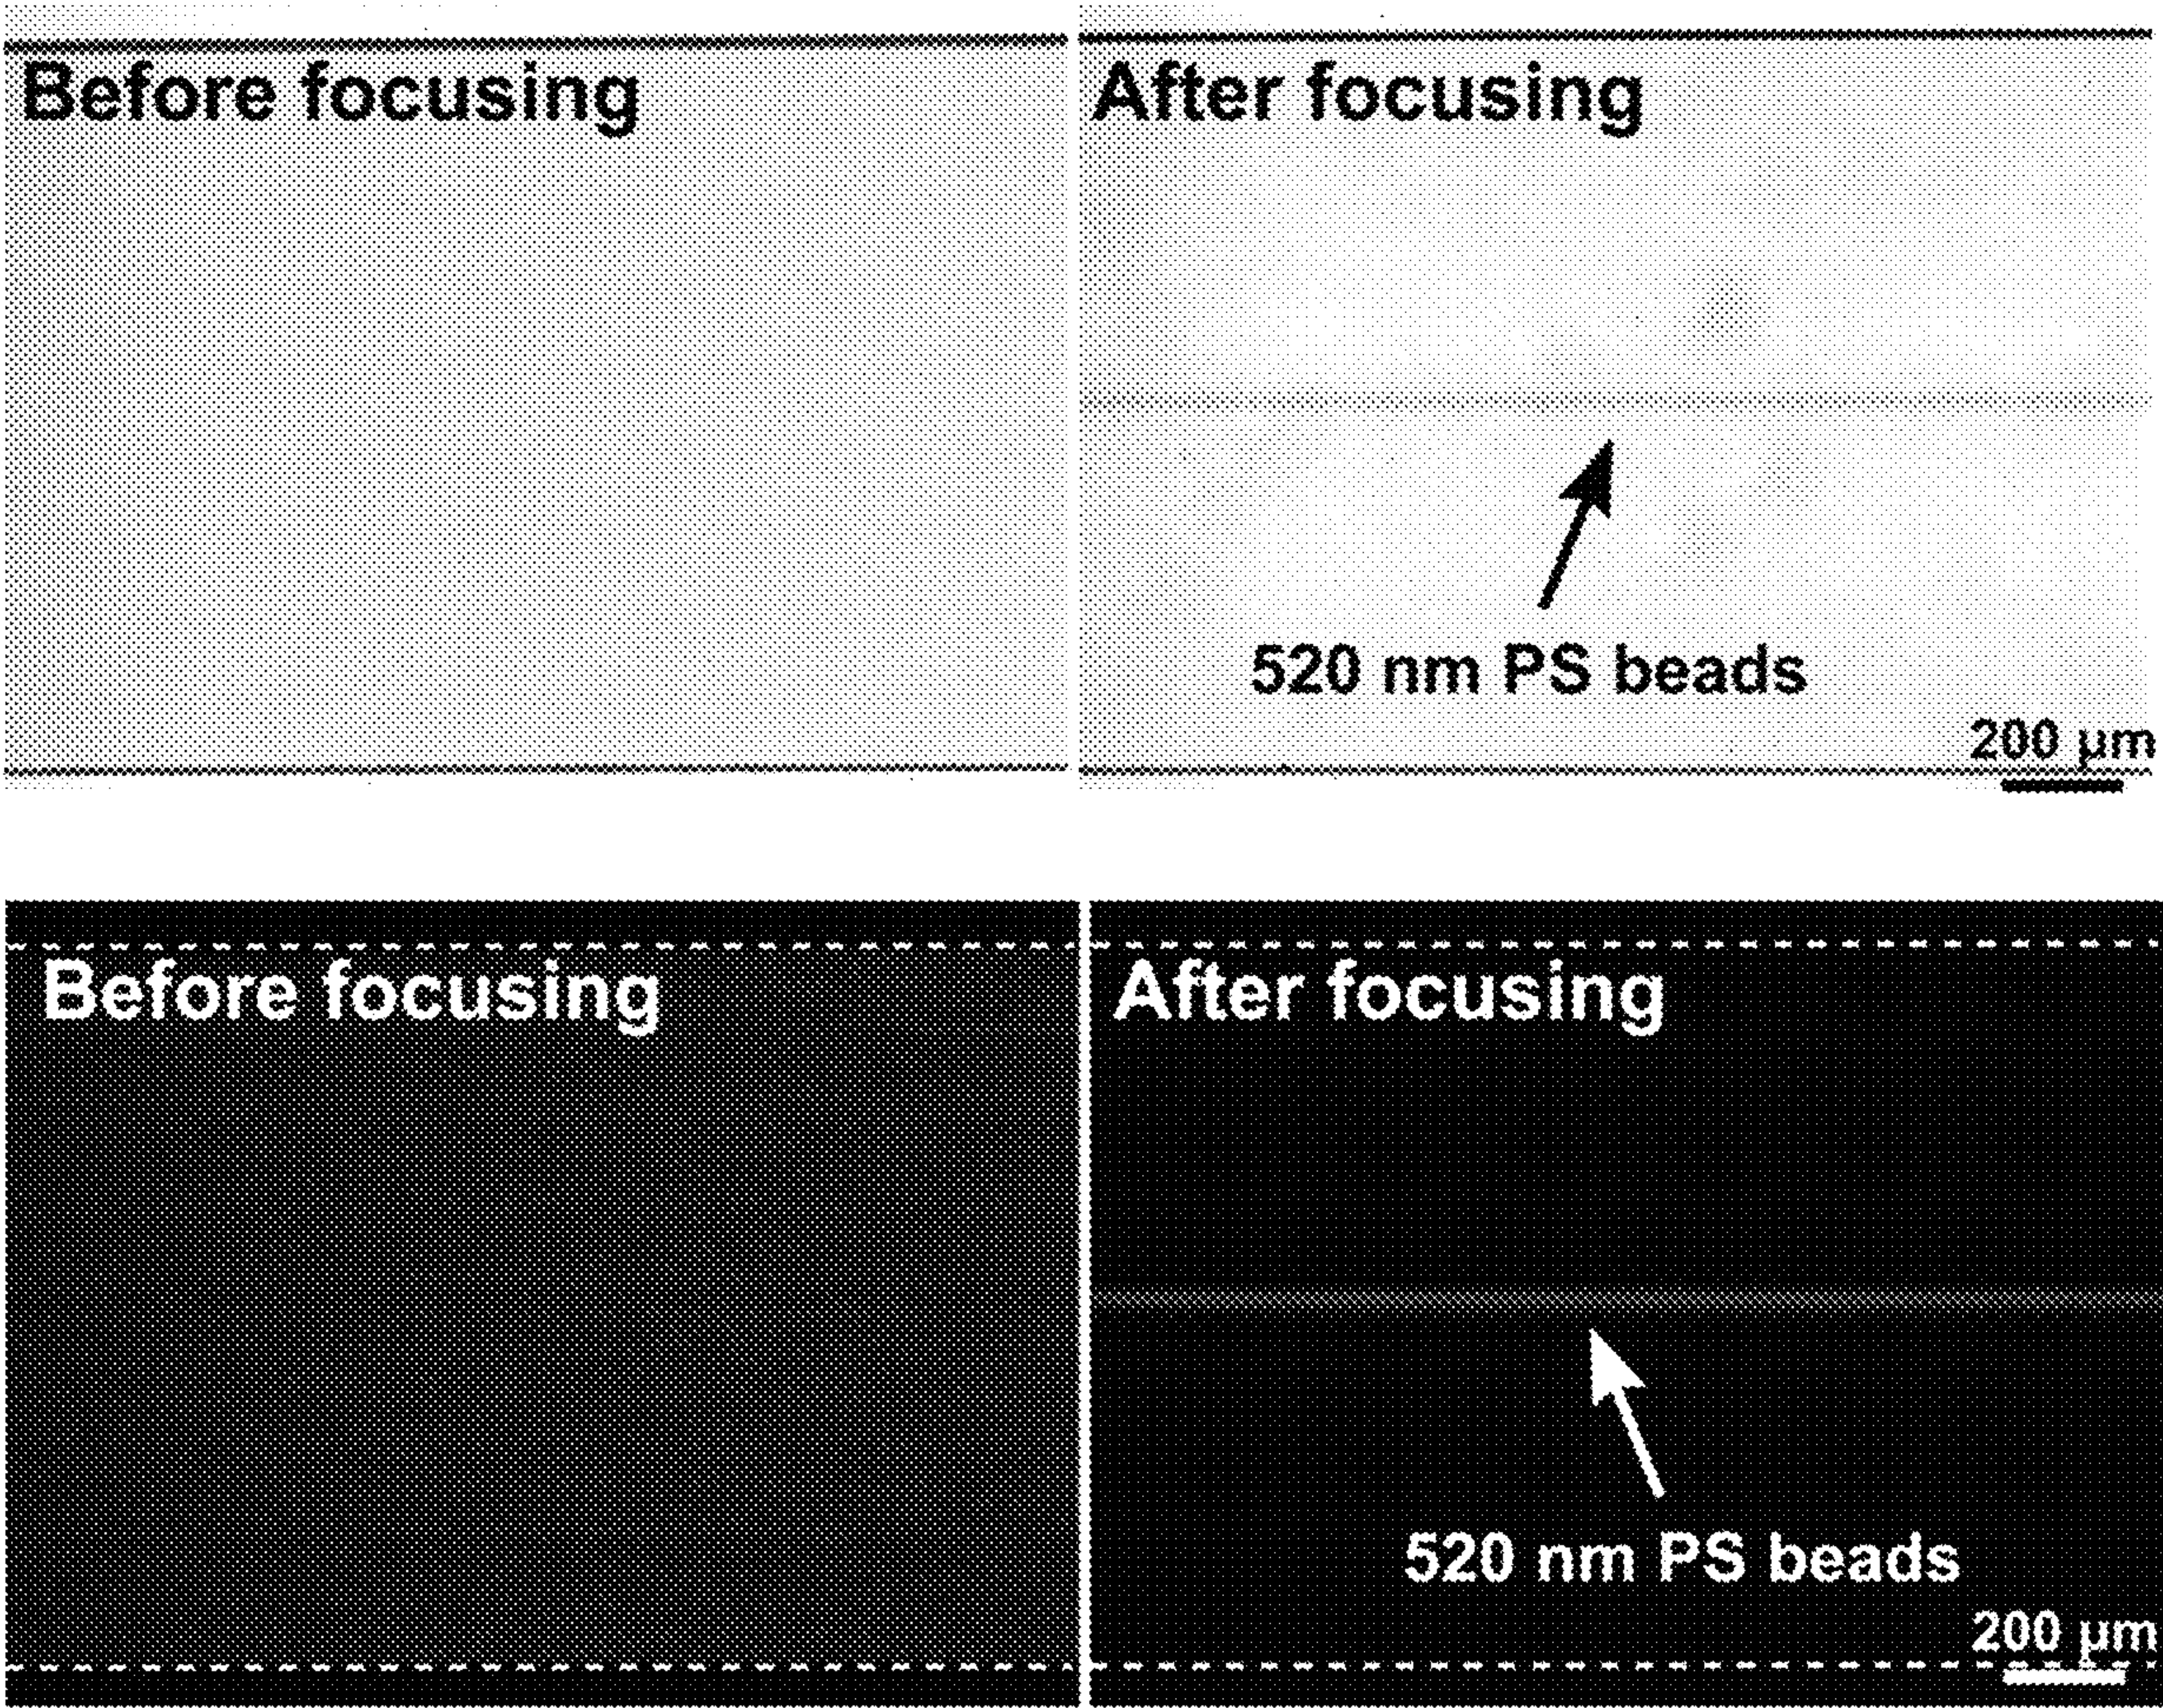 Before focusing
After focusing
520 nm PS beads
200 µm
Before focusing
After focusing
520 nm PS beads
200 µm